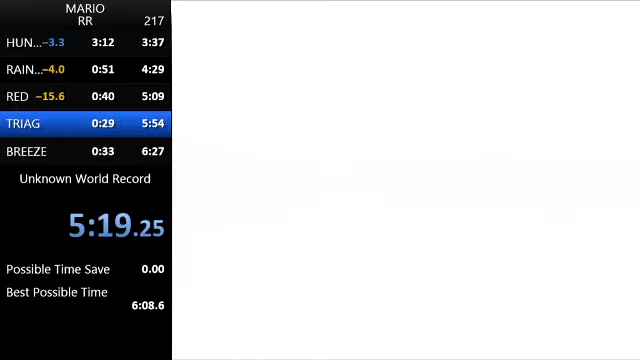 MARIO
RR 217
HUN... −3.3 3:12 3:37
RAIN... −4.0 0:51 4:29
RED −15.6 0:40 5:09
TRIAG 0:29 5:54
BREEZE 0:33 6:27
Unknown World Record
5:19.25
Possible Time Save 0.00
Best Possible Time
6:08.6